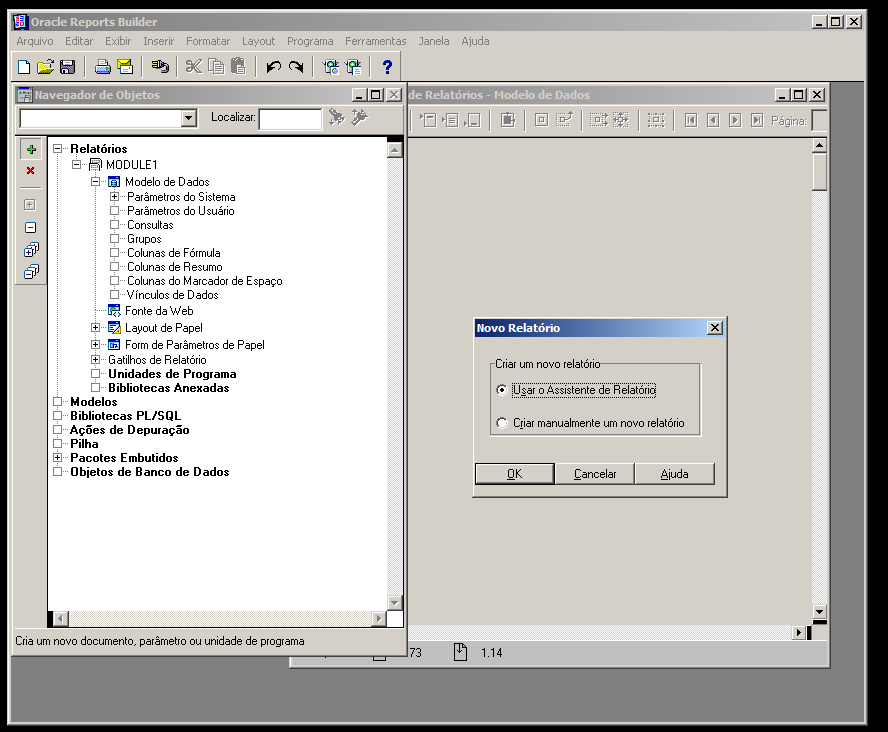 Oracle Reports Builder
Arquivo Editar Exibir Inserir Formatar Layout Programa Ferramentas Janela Ajuda
Navegador de Objetos
de Relatórios - Modelo de Dados
Localizar:
Página:
Relatórios
MODULE1
Modelo de Dados
Parâmetros do Sistema
Parâmetros do Usuário
Consultas
Grupos
Colunas de Fórmula
Colunas de Resumo
Colunas do Marcador de Espaço
Vínculos de Dados
Fonte da Web
Layout de Papel
Form de Parâmetros de Papel
Gatilhos de Relatório
Unidades de Programa
Bibliotecas Anexadas
Modelos
Bibliotecas PL/SQL
Ações de Depuração
Pilha
Pacotes Embutidos
Objetos de Banco de Dados
Novo Relatório
Criar um novo relatório
Usar o Assistente de Relatório
Criar manualmente um novo relatório
OK Cancelar Ajuda
Cria um novo documento, parâmetro ou unidade de programa
73 1.14